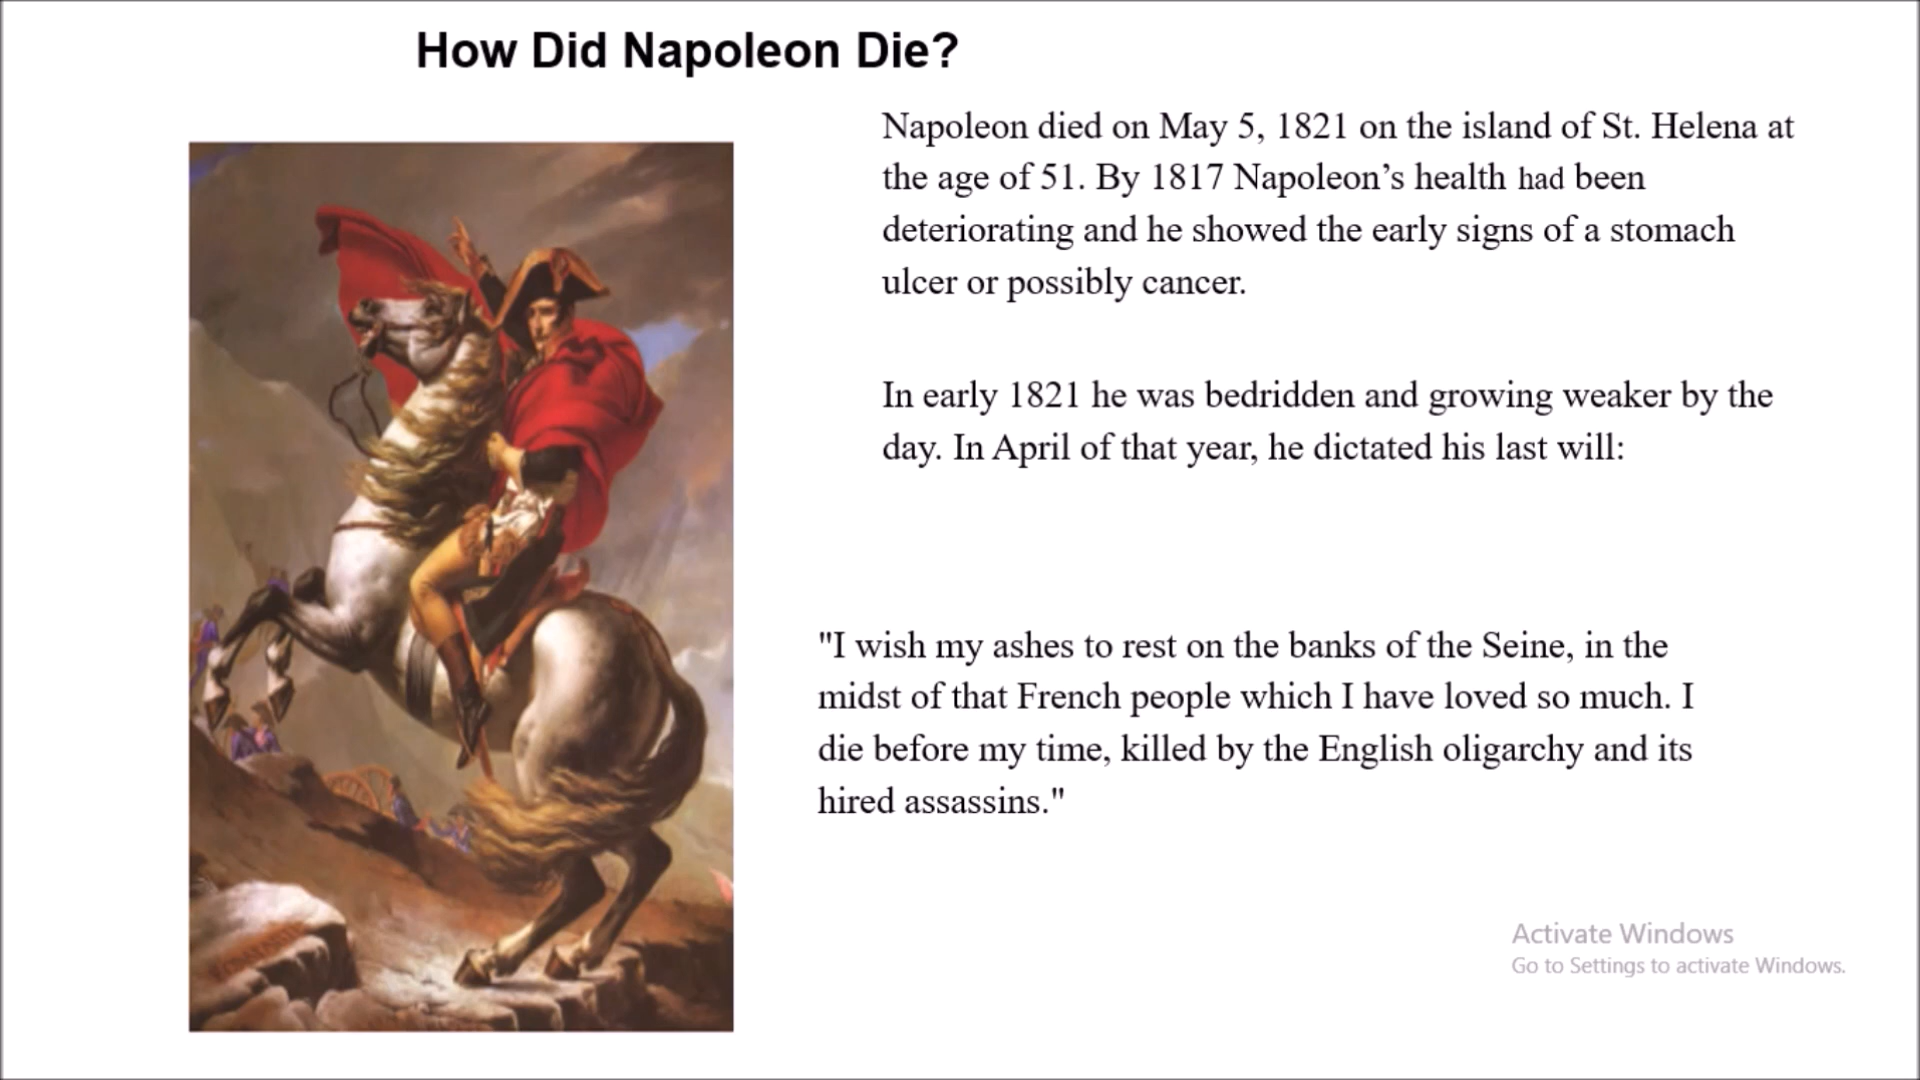 How Did Napoleon Die?
Napoleon died on May 5, 1821 on the island of St. Helena at
the age of 51. By 1817 Napoleon’s health had been
deteriorating and he showed the early signs of a stomach
ulcer or possibly cancer.
In early 1821 he was bedridden and growing weaker by the
day. In April of that year, he dictated his last will:
"I wish my ashes to rest on the banks of the Seine, in the
midst of that French people which I have loved so much. I
die before my time, killed by the English oligarchy and its
hired assassins."
Activate Windows
Go to Settings to activate Windows.